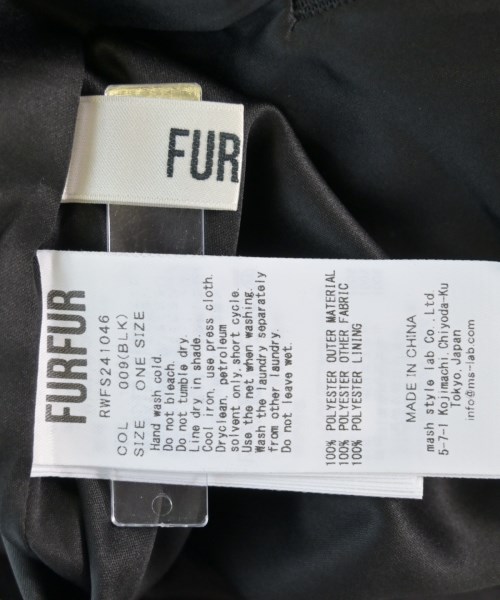 FUR
FURFUR
RWFS241046
COL 009(BLK)
SIZE ONE SIZE
Hand wash cold.
Do not bleach.
Do not tumble dry.
Line dry in shade.
Cool iron, use press cloth.
Dryclean, petroleum
solvent only,short cycle.
Use the net when washing.
Wash the laundry separately
from other laundry.
Do not leave wet.
100% POLYESTER OUTER MATERIAL
100% POLYESTER OTHER FABRIC
100% POLYESTER LINING
MADE IN CHINA
mash style lab Co., Ltd.
5-7-1 Kojimachi, Chiyoda-Ku
Tokyo. Japan
info@ms-lab.com